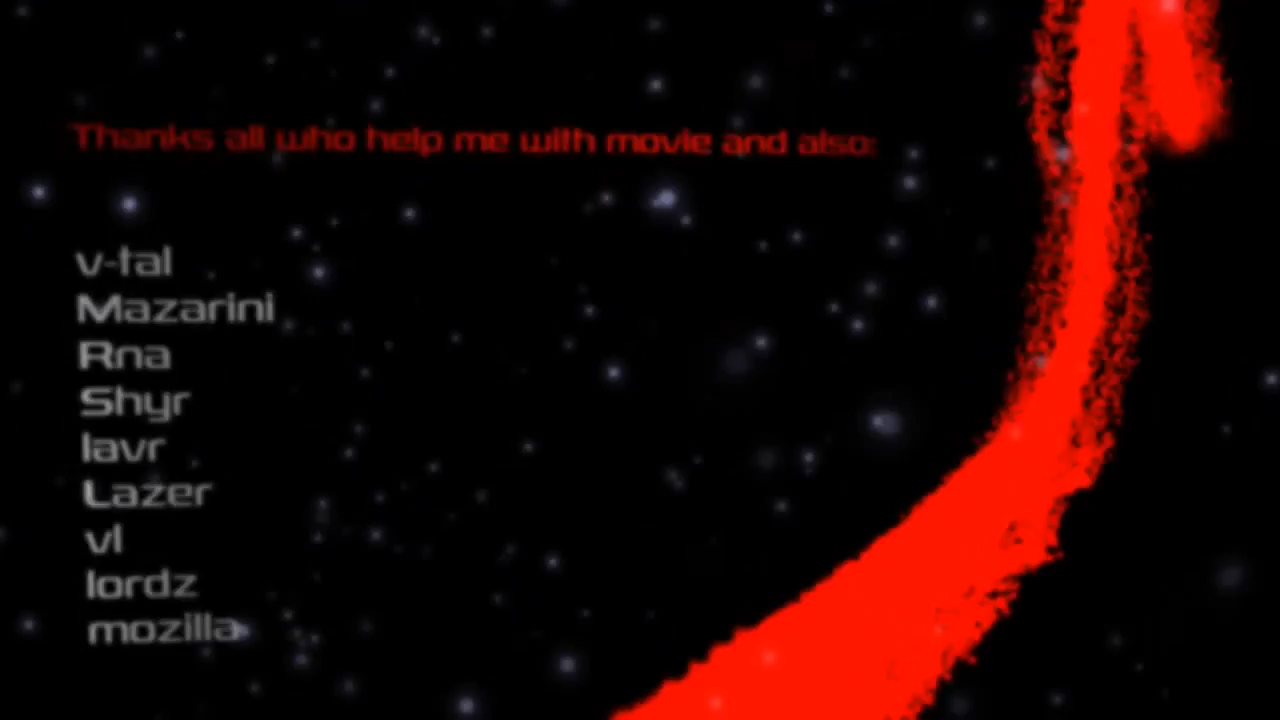 Thanks all who help me with movie and also:
v-tal
Mazarini
Rna
Shyr
lavr
Lazer
vl
lordz
mozilla